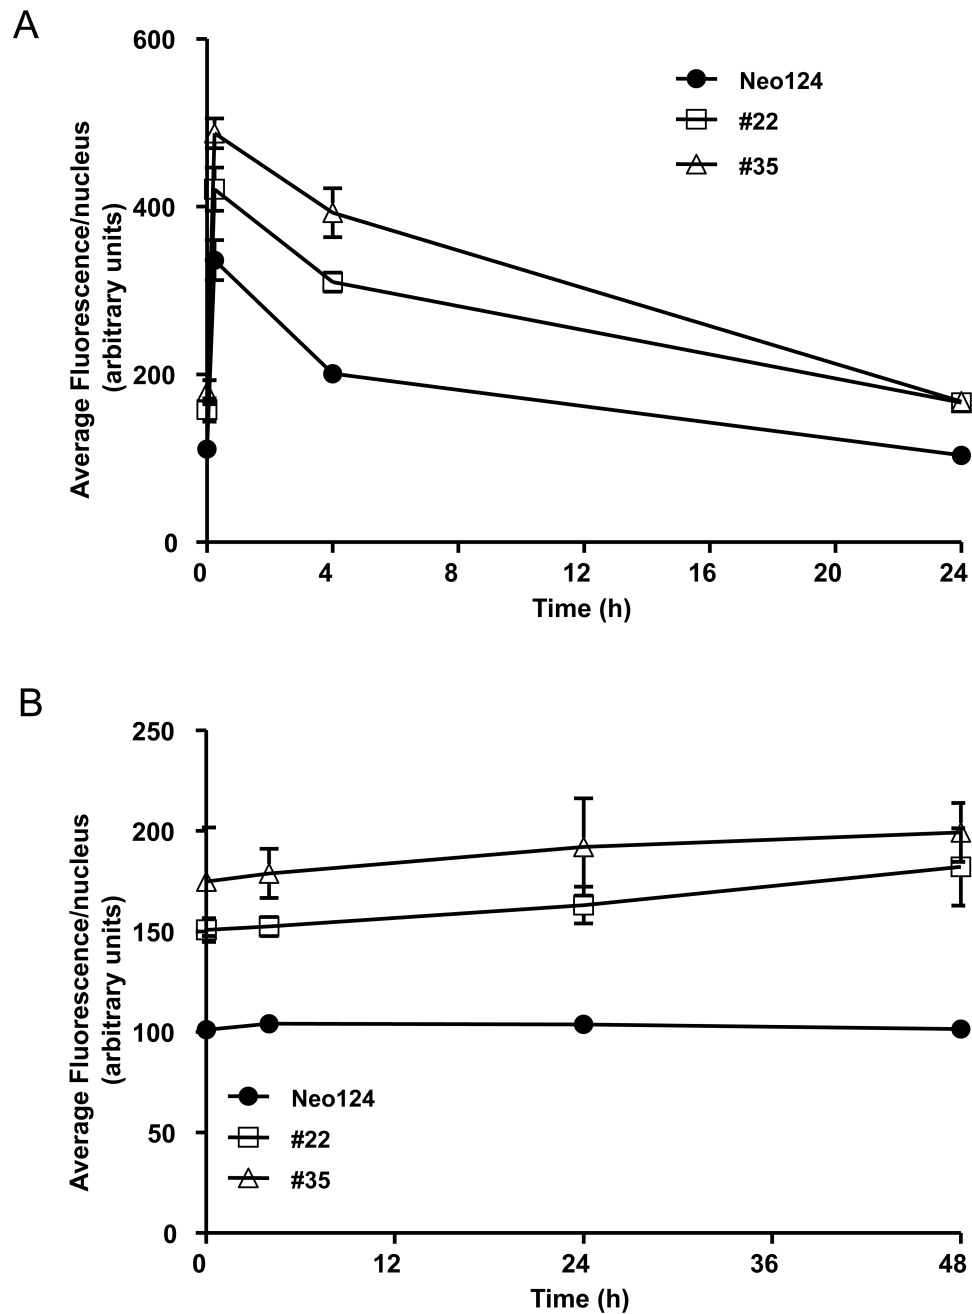 A
600
400
200
0
Average Fluorescence/nucleus
(arbitrary units)
Neo124
#22
#35
0 4 8 12 16 20 24
Time (h)
B
250
200
150
100
50
0
Average Fluorescence/nucleus
(arbitrary units)
Neo124
#22
#35
0 12 24 36 48
Time (h)